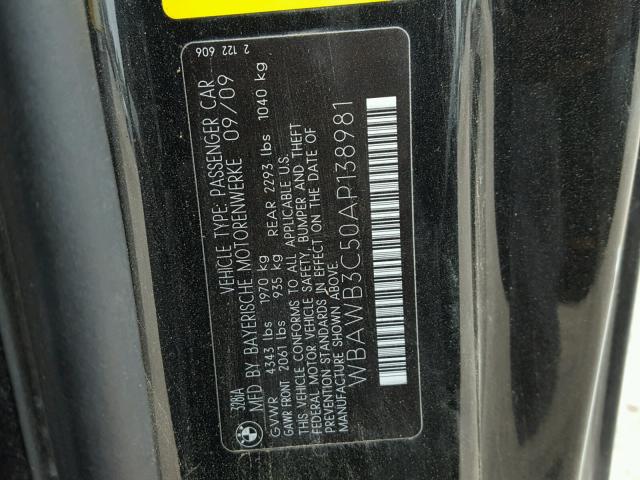 328iA
VEHICLE TYPE: PASSENGER CAR
MFD BY BAYERISCHE MOTORENWERKE 09/09
GVWR 4343 lbs 1970 kg
GAWR FRONT 2061 lbs 935 kg REAR 2293 lbs 1040 kg
THIS VEHICLE CONFORMS TO ALL APPLICABLE U.S.
FEDERAL MOTOR VEHICLE SAFETY, BUMPER AND THEFT
PREVENTION STANDARDS IN EFFECT ON THE DATE OF
MANUFACTURE SHOWN ABOVE.
WBAWB3C50AP138981
2 122 606